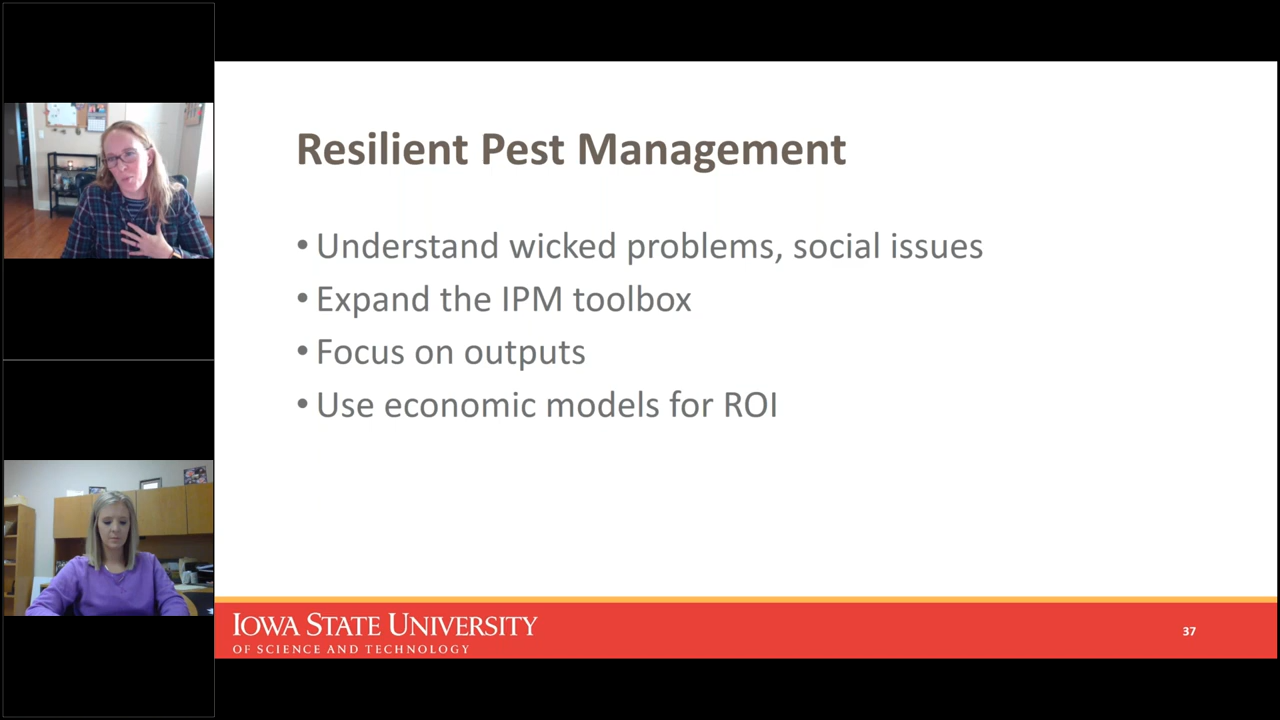 Resilient Pest Management
• Understand wicked problems, social issues
• Expand the IPM toolbox
• Focus on outputs
• Use economic models for ROI
IOWA STATE UNIVERSITY
OF SCIENCE AND TECHNOLOGY
37